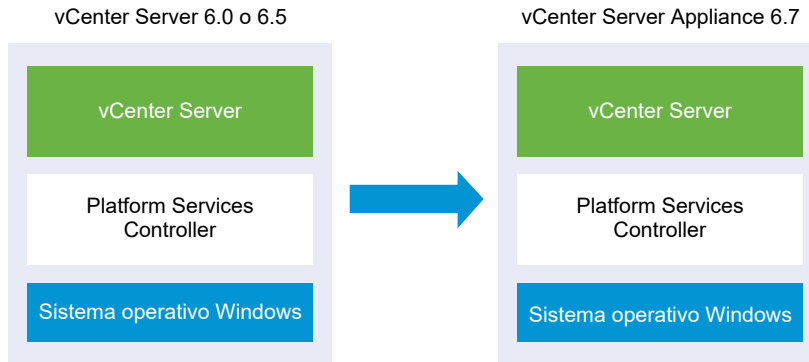 vCenter Server 6.0 o 6.5
vCenter Server
Platform Services
Controller
Sistema operativo Windows
vCenter Server Appliance 6.7
vCenter Server
Platform Services
Controller
Sistema operativo Windows